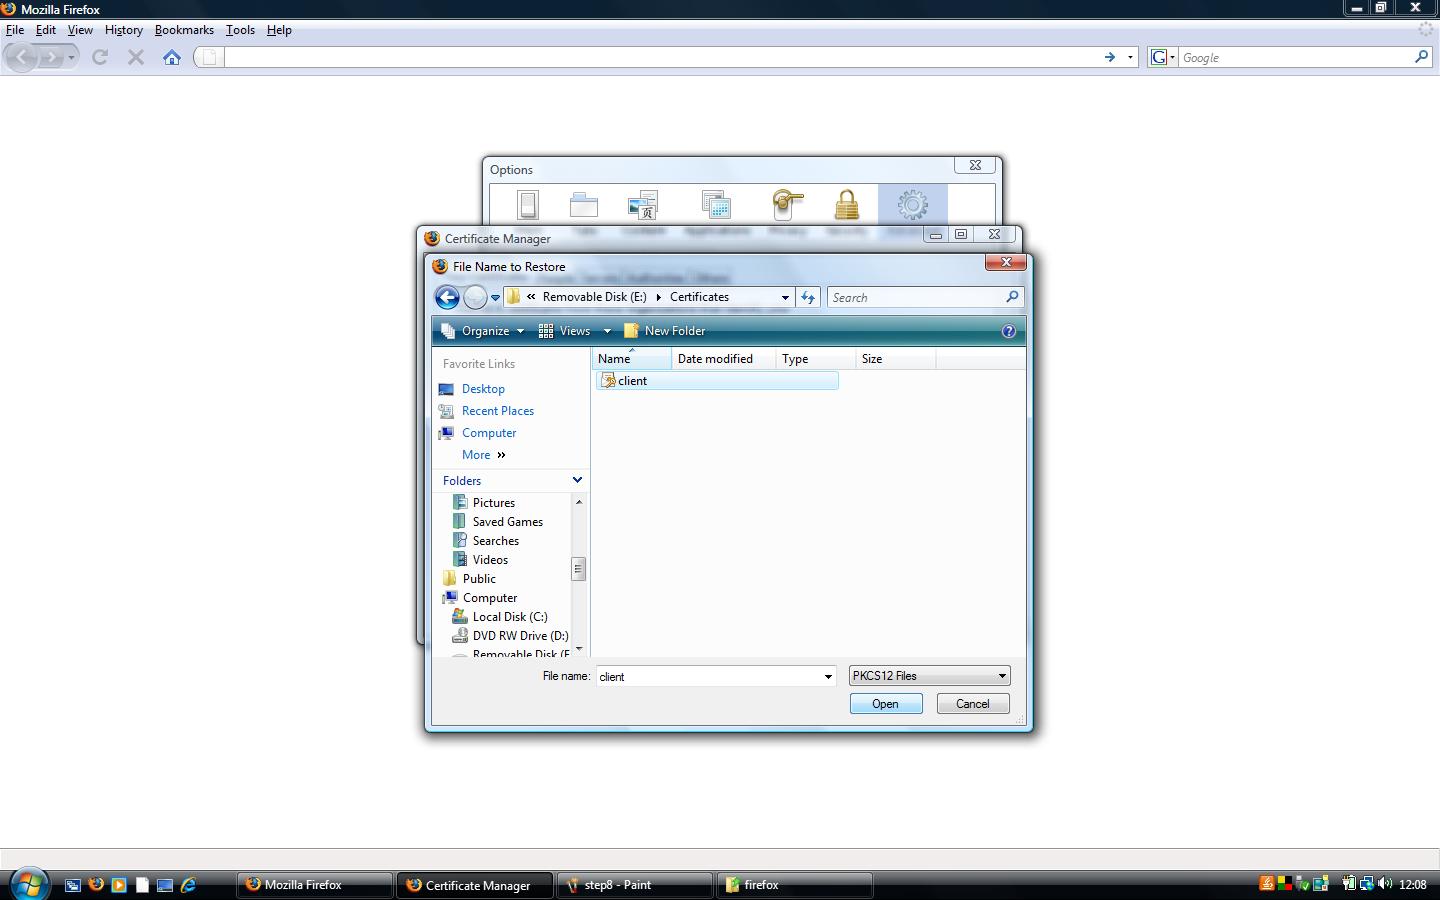 Mozilla Firefox
File Edit View History Bookmarks Tools Help
G Google
Options
Certificate Manager
File Name to Restore
« Removable Disk (E:) Certificates Search
Organize Views New Folder
Favorite Links
Desktop
Recent Places
Computer
More »
Folders
Pictures
Saved Games
Searches
Videos
Public
Computer
Local Disk (C:)
DVD RW Drive (D:)
Removable Disk (E
Name Date modified Type Size
client
File name: client PKCS12 Files
Open Cancel
Mozilla Firefox Certificate Manager step8 - Paint firefox 12:08